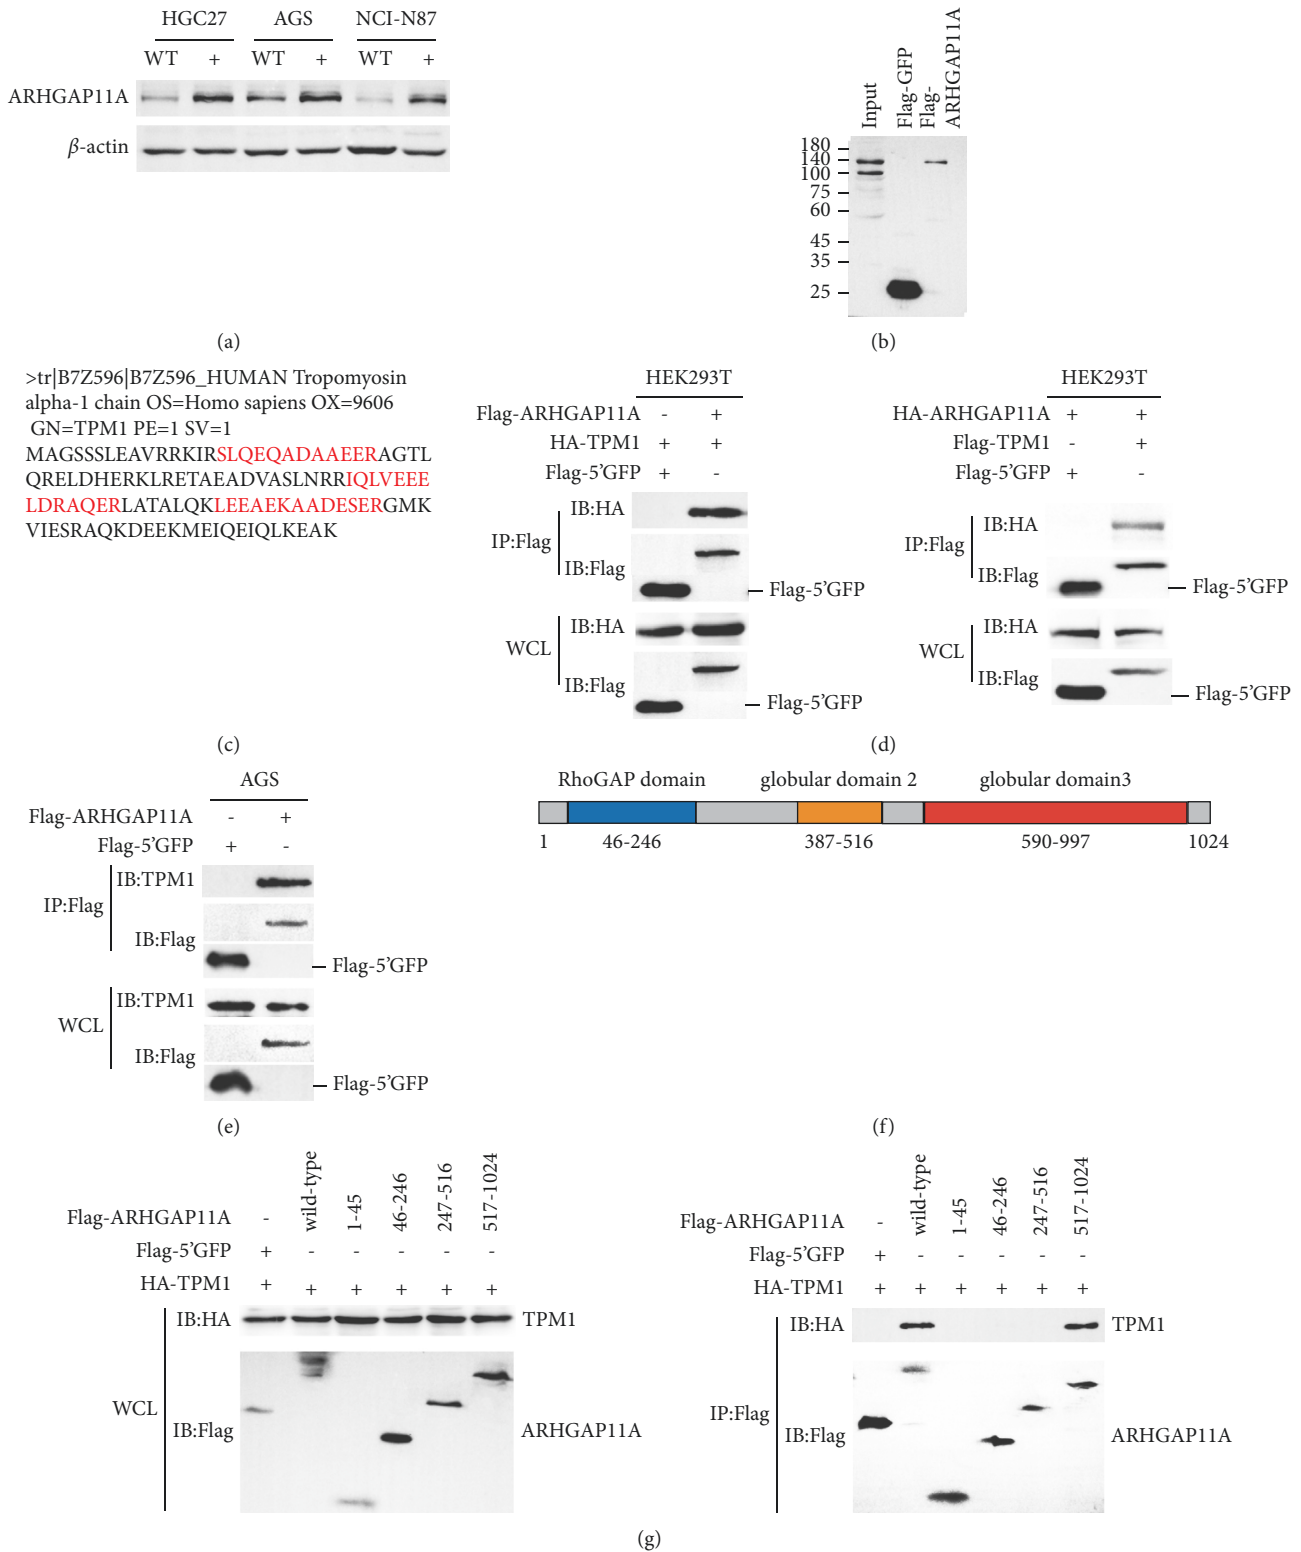 HGC27 AGS NCI-N87
WT + WT + WT +
ARHGAP11A
β-actin
(a)
Input
Flag-GFP
Flag-
ARHGAP11A
180
140
100
75
60
45
35
25
(b)
>tr|B7Z596|B7Z596_HUMAN Tropomyosin
alpha-1 chain OS=Homo sapiens OX=9606
GN=TPM1 PE=1 SV=1
MAGSSSLEAVRRKIRSLQEQADAAEERAGTL
QRELDHERKLRETAEADVASLNRRIQLVEEE
LDRAQERLATALQKLEEAEKAADESERGMK
VIESRAQKDEEKMEIQEIQLKEAK
(c)
HEK293T
Flag-ARHGAP11A - +
HA-TPM1 + +
Flag-5'GFP + -
IB:HA
IP:Flag
IB:Flag
Flag-5'GFP
IB:HA
WCL
IB:Flag
Flag-5'GFP
HEK293T
HA-ARHGAP11A + +
Flag-TPM1 - +
Flag-5'GFP + -
IB:HA
IP:Flag
IB:Flag
Flag-5'GFP
IB:HA
WCL
IB:Flag
Flag-5'GFP
(d)
AGS
Flag-ARHGAP11A - +
Flag-5'GFP + -
IB:TPM1
IP:Flag
IB:Flag
Flag-5'GFP
IB:TPM1
WCL
IB:Flag
Flag-5'GFP
(e)
RhoGAP domain globular domain 2 globular domain3
1 46-246 387-516 590-997 1024
(f)
Flag-ARHGAP11A - wild-type 1-45 46-246 247-516 517-1024
Flag-5'GFP + - - - - -
HA-TPM1 + + + + + +
IB:HA TPM1
WCL
IB:Flag ARHGAP11A
Flag-ARHGAP11A - wild-type 1-45 46-246 247-516 517-1024
Flag-5'GFP + - - - - -
HA-TPM1 + + + + + +
IB:HA TPM1
IP:Flag
IB:Flag ARHGAP11A
(g)